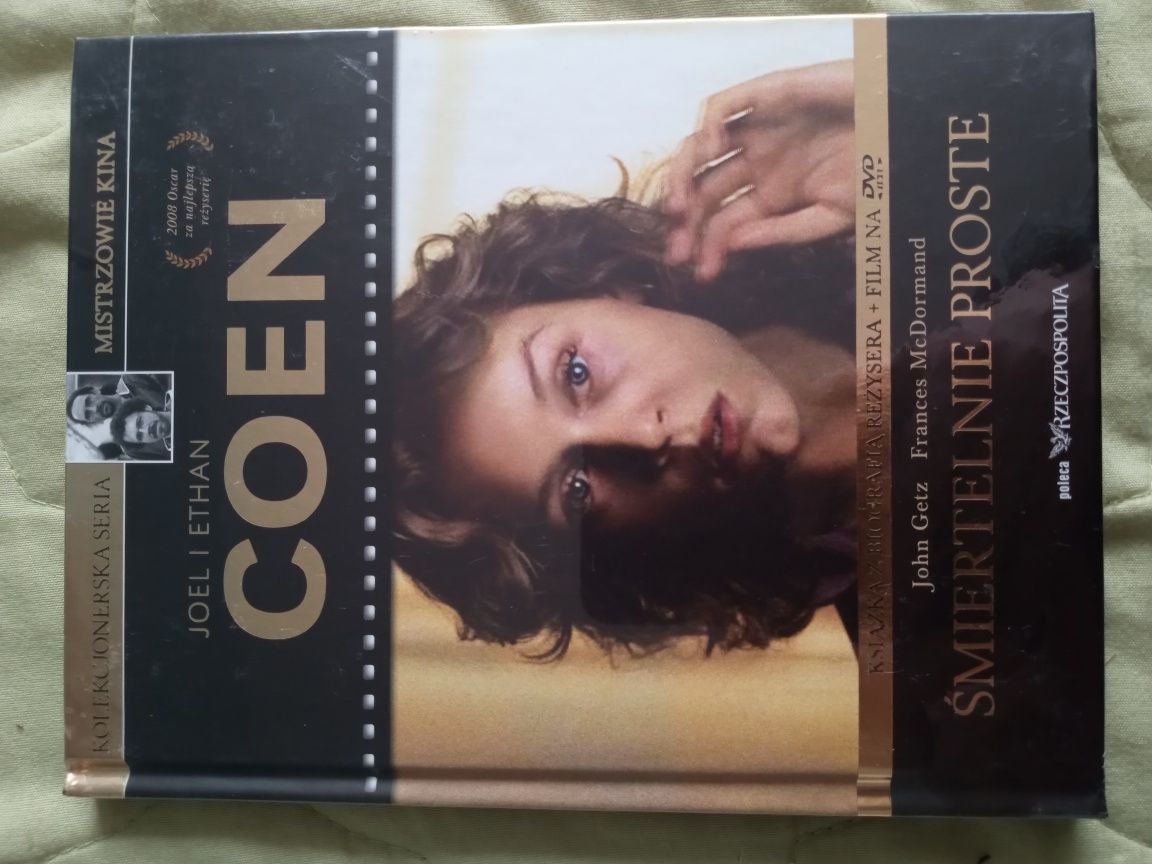 KOLEKCJONERSKA SERIA
MISTRZOWIE KINA
2008 Oscar
za najlepszą
reżyserię
JOEL I ETHAN
COEN
KSIĄŻKA Z BIOGRAFIĄ REŻYSERA + FILM NA DVD
John Getz Frances McDormand
ŚMIERTELNIE PROSTE
poleca RZECZPOSPOLITA